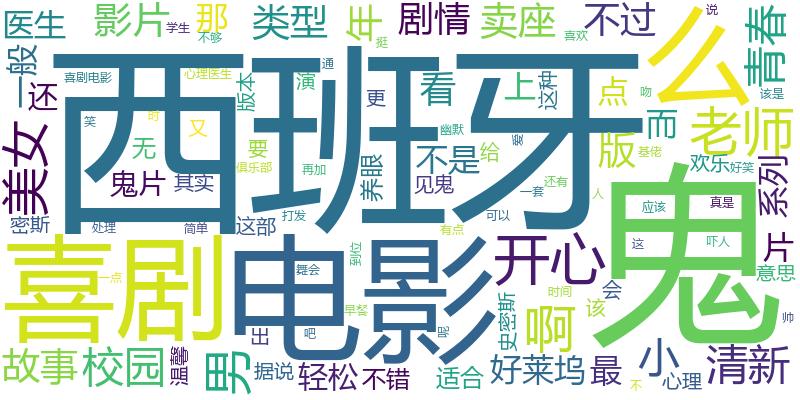 医生
影片
学生
那
不够
类型
年
剧情
卖座
不过
说
么
青春
一般
还
喜剧电影
心理医生
版本
演
通
更
看
挺
上
喜欢
这种
点
该是
西班牙
美女
笑
无
时
又
要
俱乐部
鬼片
其实
再加
养眼
幽默
不是
见鬼
给
爱
吻
版
基佬
而
老师
欢乐
好笑
系列
密斯
处理
简单
这部
打发
一套
还有
人
可以
有点
应该
真是
鬼
喜剧
电影
开心
这
吓人
片
一点
舞会
到位
史密斯
会
意思
时间
该
庄
吧
早餐
呢
啊
帅
故事
校园
温馨
男
据说
轻松
不错
适合
好莱坞
最
小
心理
不
清新